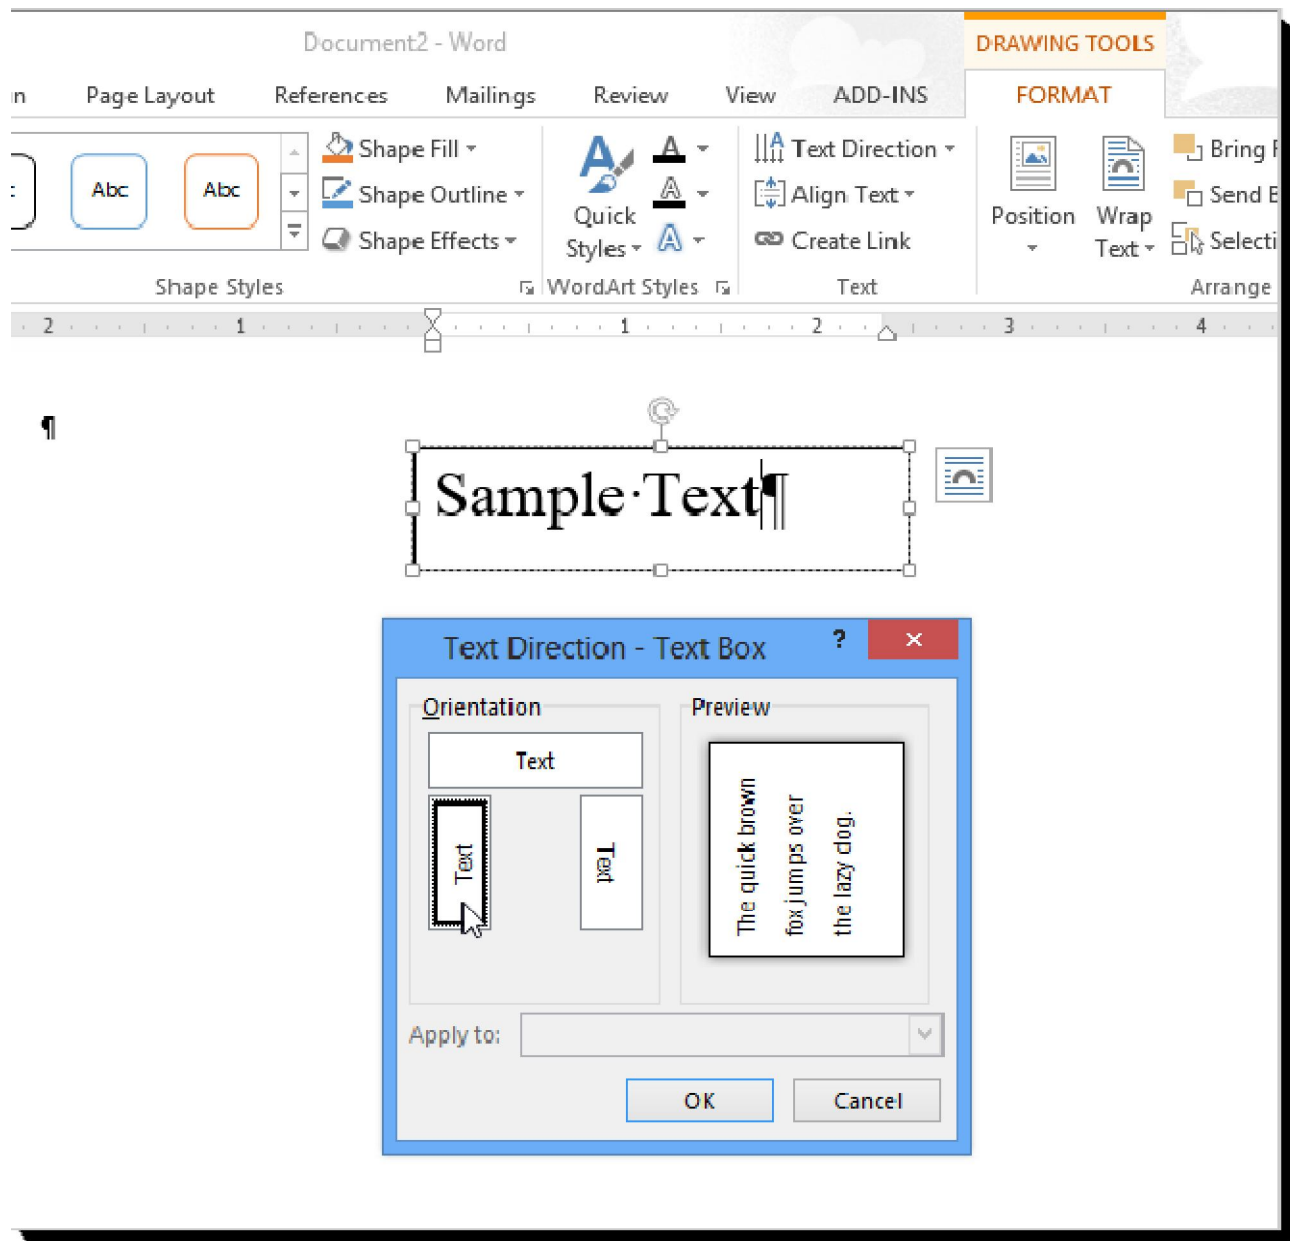 Document2 - Word
DRAWING TOOLS
Page Layout References Mailings Review View ADD-INS FORMAT
Abc Abc
Shape Fill
Shape Outline
Shape Effects
Shape Styles
Quick
Styles
WordArt Styles
Text Direction
Align Text
Create Link
Text
Position
Wrap
Text
Bring
Send
Arrange
2 1 1 2 3 4
¶
Sample·Text¶
Text Direction - Text Box ?
Orientation
Text
Text
Text
Preview
The quick brown
fox jumps over
the lazy dog.
Apply to:
OK Cancel